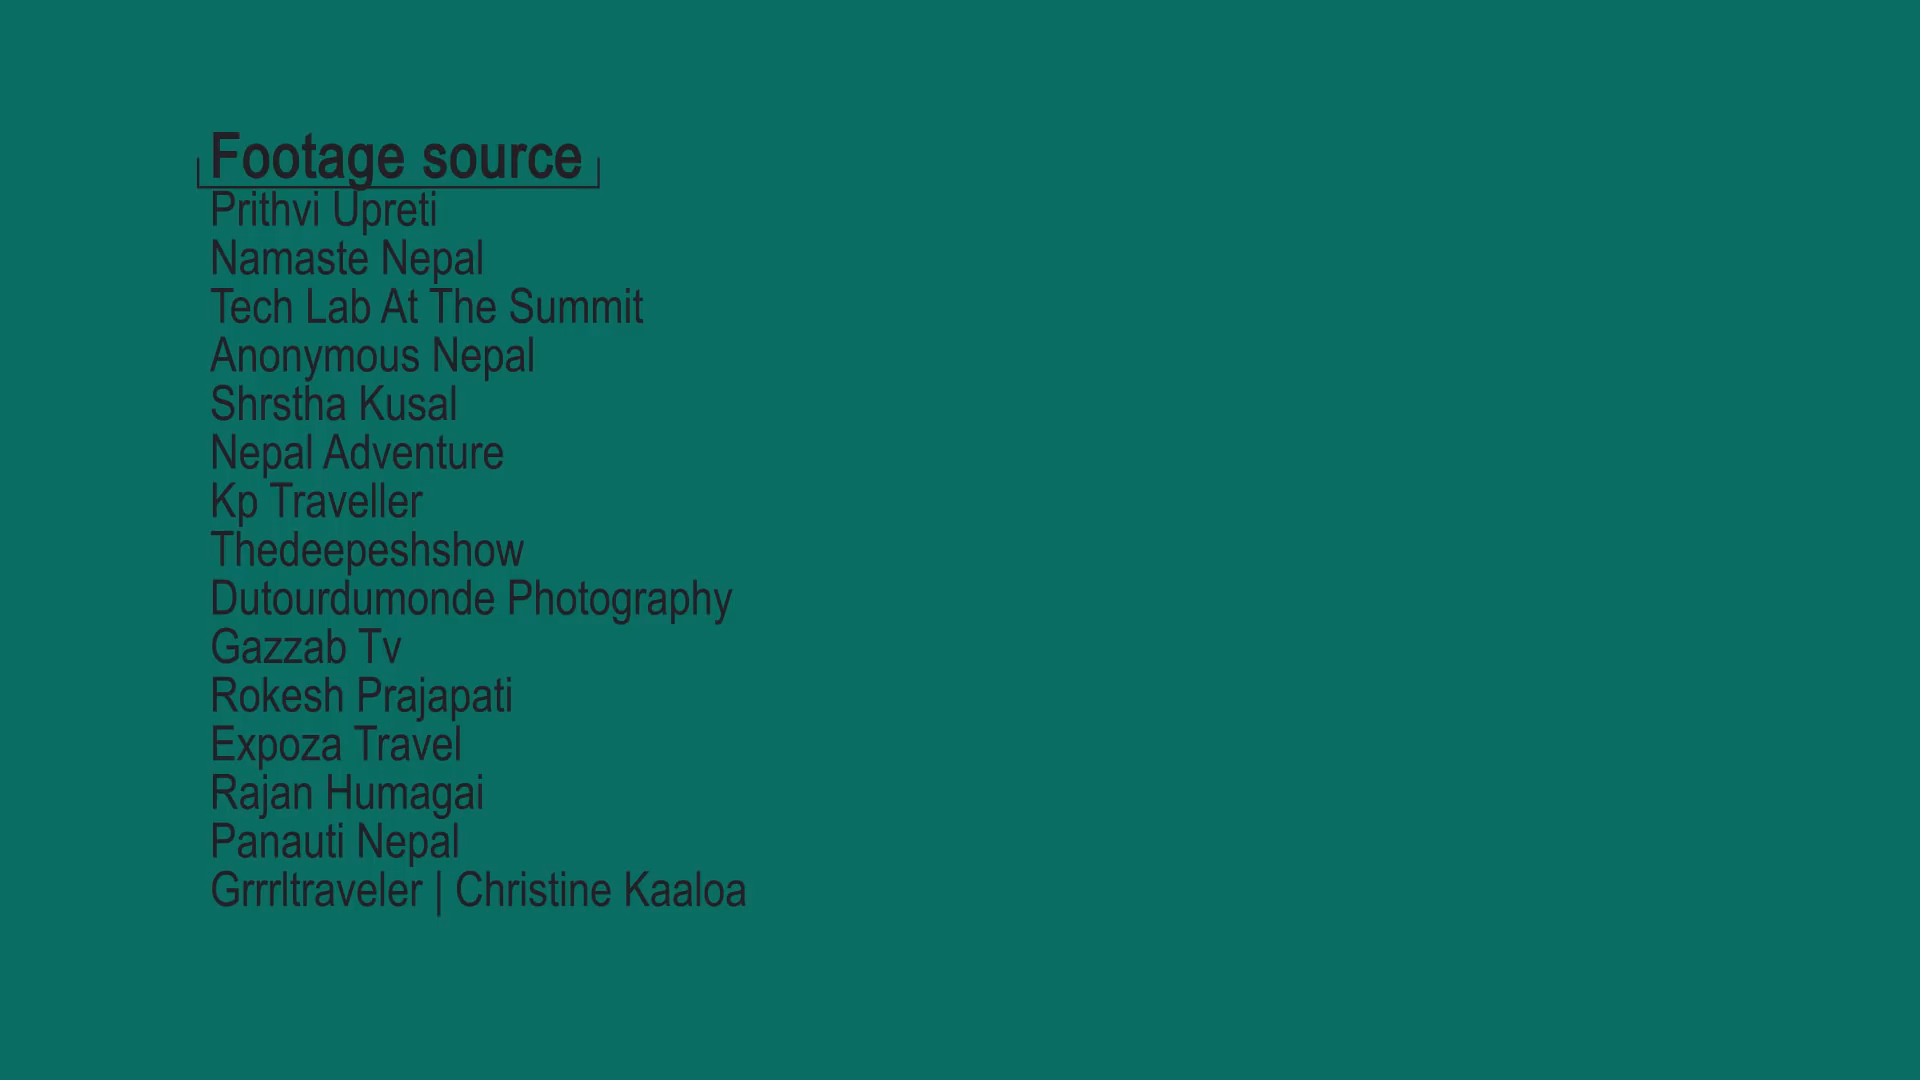 Footage source
Prithvi Upreti
Namaste Nepal
Tech Lab At The Summit
Anonymous Nepal
Shrstha Kusal
Nepal Adventure
Kp Traveller
Thedeepeshshow
Dutourdumonde Photography
Gazzab Tv
Rokesh Prajapati
Expoza Travel
Rajan Humagai
Panauti Nepal
Grrrltraveler | Christine Kaaloa